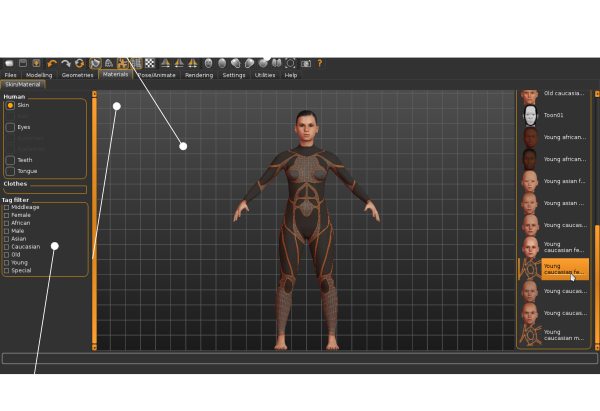 Files Modelling Geometries Materials Pose/Animate Rendering Settings Utilities Help
Skin/Material
Human
Skin
Eyes
Teeth
Tongue
Clothes
Tag filter
Middleage
Female
African
Male
Asian
Caucasian
Old
Young
Special
Old caucasia...
Toon01
Young african...
Young african...
Young asian f...
Young asian ...
Young caucas...
Young
caucasian fe...
Young
caucasian fe...
Young caucas...
Young caucas...
Young
caucasian m...